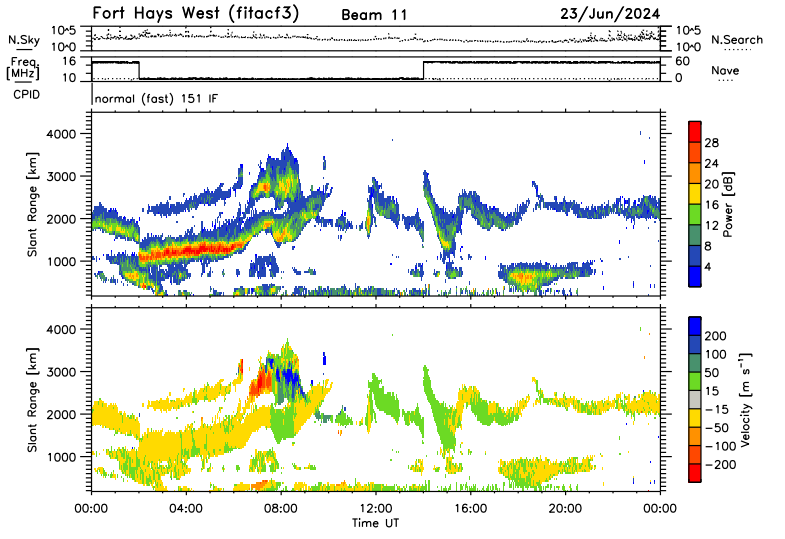 Fort Hays West (fitacf3) Beam 11 23/Jun/2024
N.Sky 10^5 10^0 10^5 10^0 N.Search
Freq. [MHz] 16 10 60 0 Nave
CPID normal (fast) 151 IF
Slant Range [km] 4000 3000 2000 1000
28 24 20 16 12 8 4 Power [dB]
Slant Range [km] 4000 3000 2000 1000
200 100 50 15 -15 -50 -100 -200 Velocity [m s^-1]
00:00 04:00 08:00 12:00 16:00 20:00 00:00
Time UT